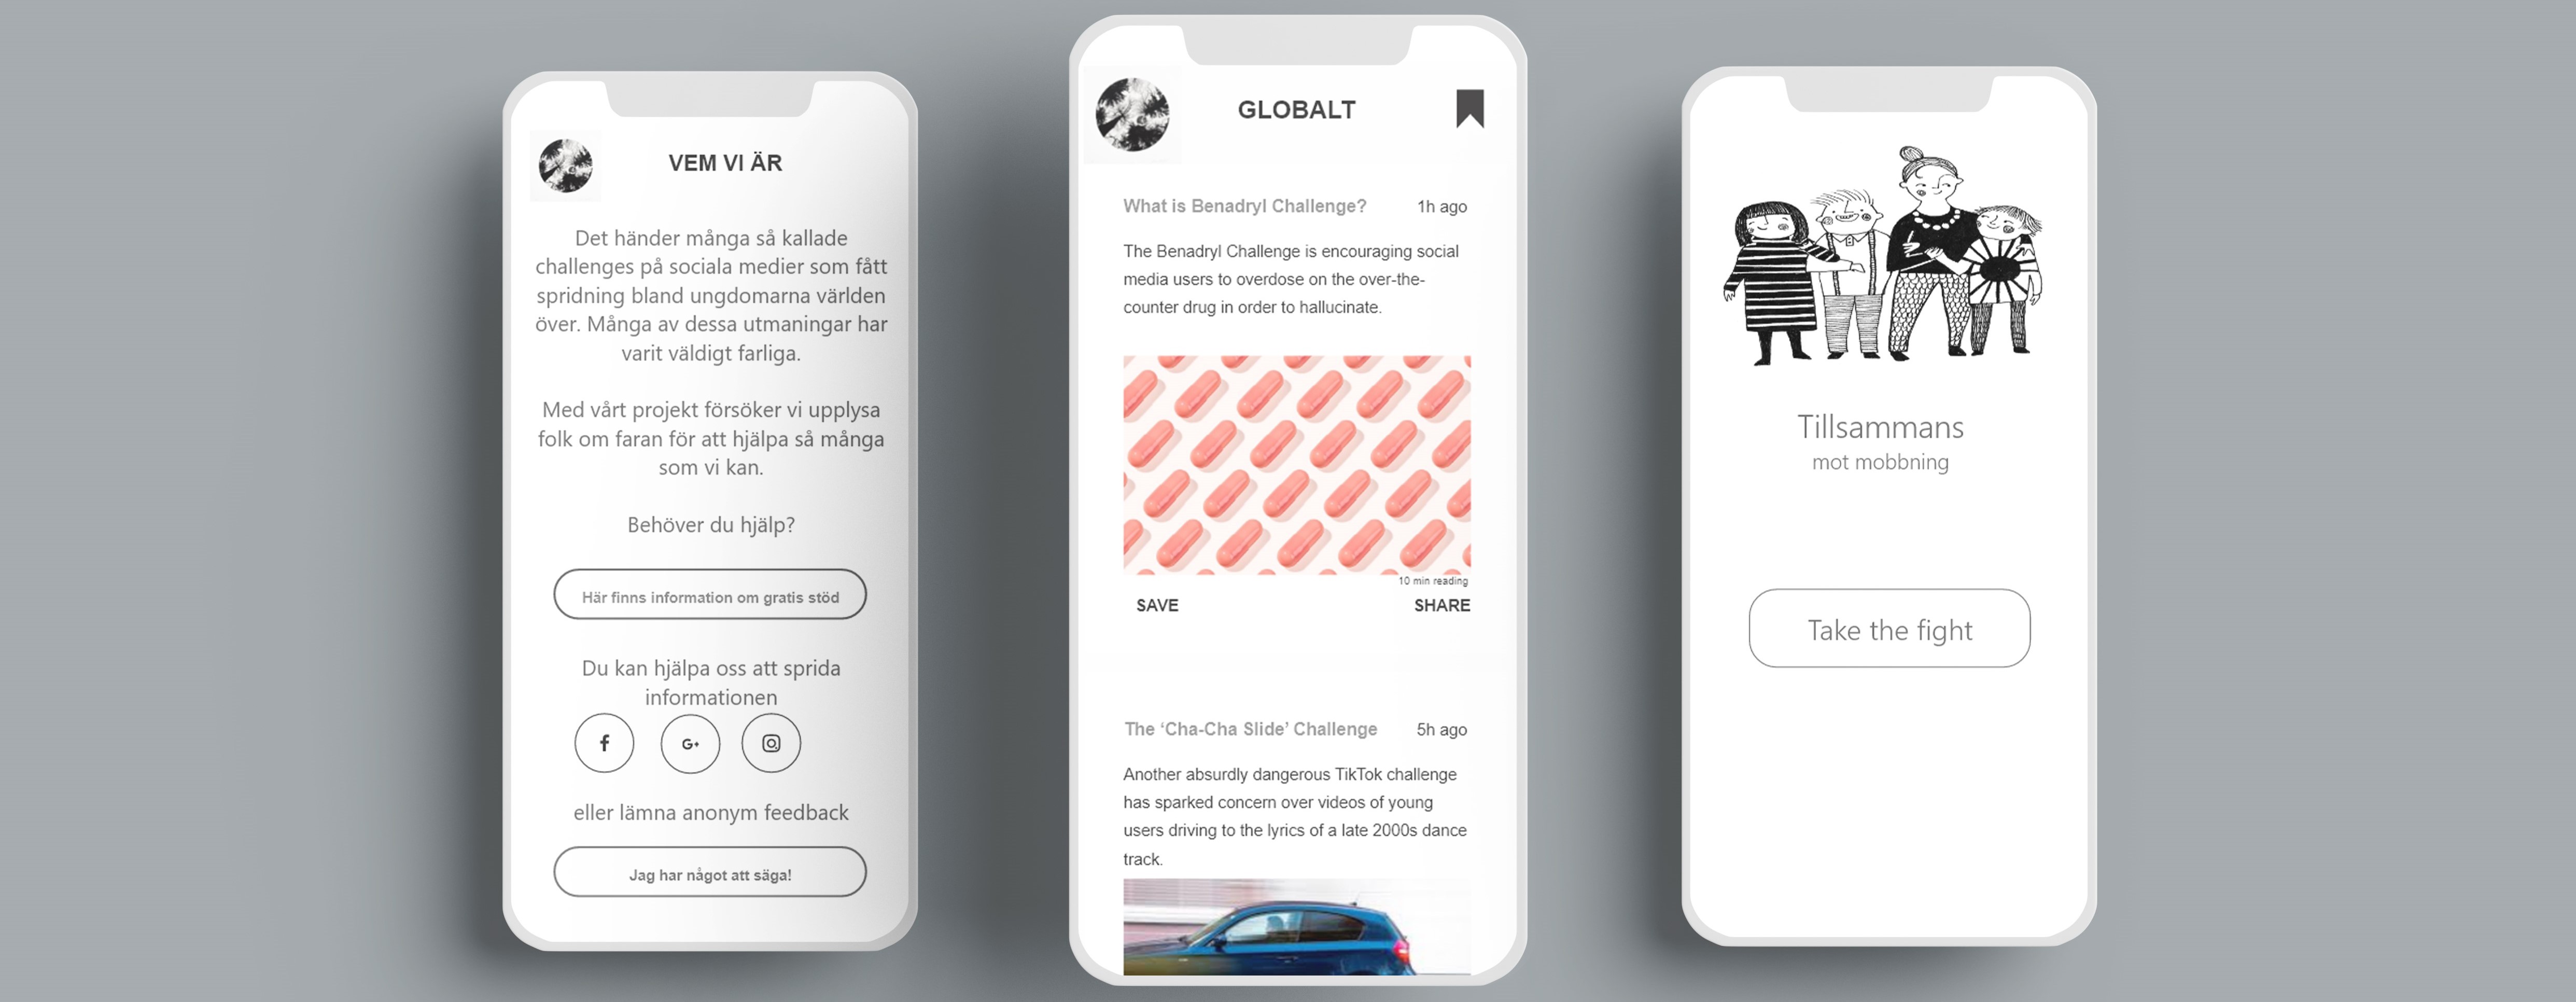 VEM VI ÄR
Det händer många så kallade
challenges på sociala medier som fått
spridning bland ungdomarna världen
över. Många av dessa utmaningar har
varit väldigt farliga.
Med vårt projekt försöker vi upplysa
folk om faran för att hjälpa så många
som vi kan.
Behöver du hjälp?
Här finns information om gratis stöd
Du kan hjälpa oss att sprida
informationen
f
G+
eller lämna anonym feedback
Jag har något att säga!
GLOBALT
What is Benadryl Challenge?
1h ago
The Benadryl Challenge is encouraging social
media users to overdose on the over-the-
counter drug in order to hallucinate.
10 min reading
SAVE
SHARE
The ‘Cha-Cha Slide’ Challenge
5h ago
Another absurdly dangerous TikTok challenge
has sparked concern over videos of young
users driving to the lyrics of a late 2000s dance
track.
Tillsammans
mot mobbning
Take the fight